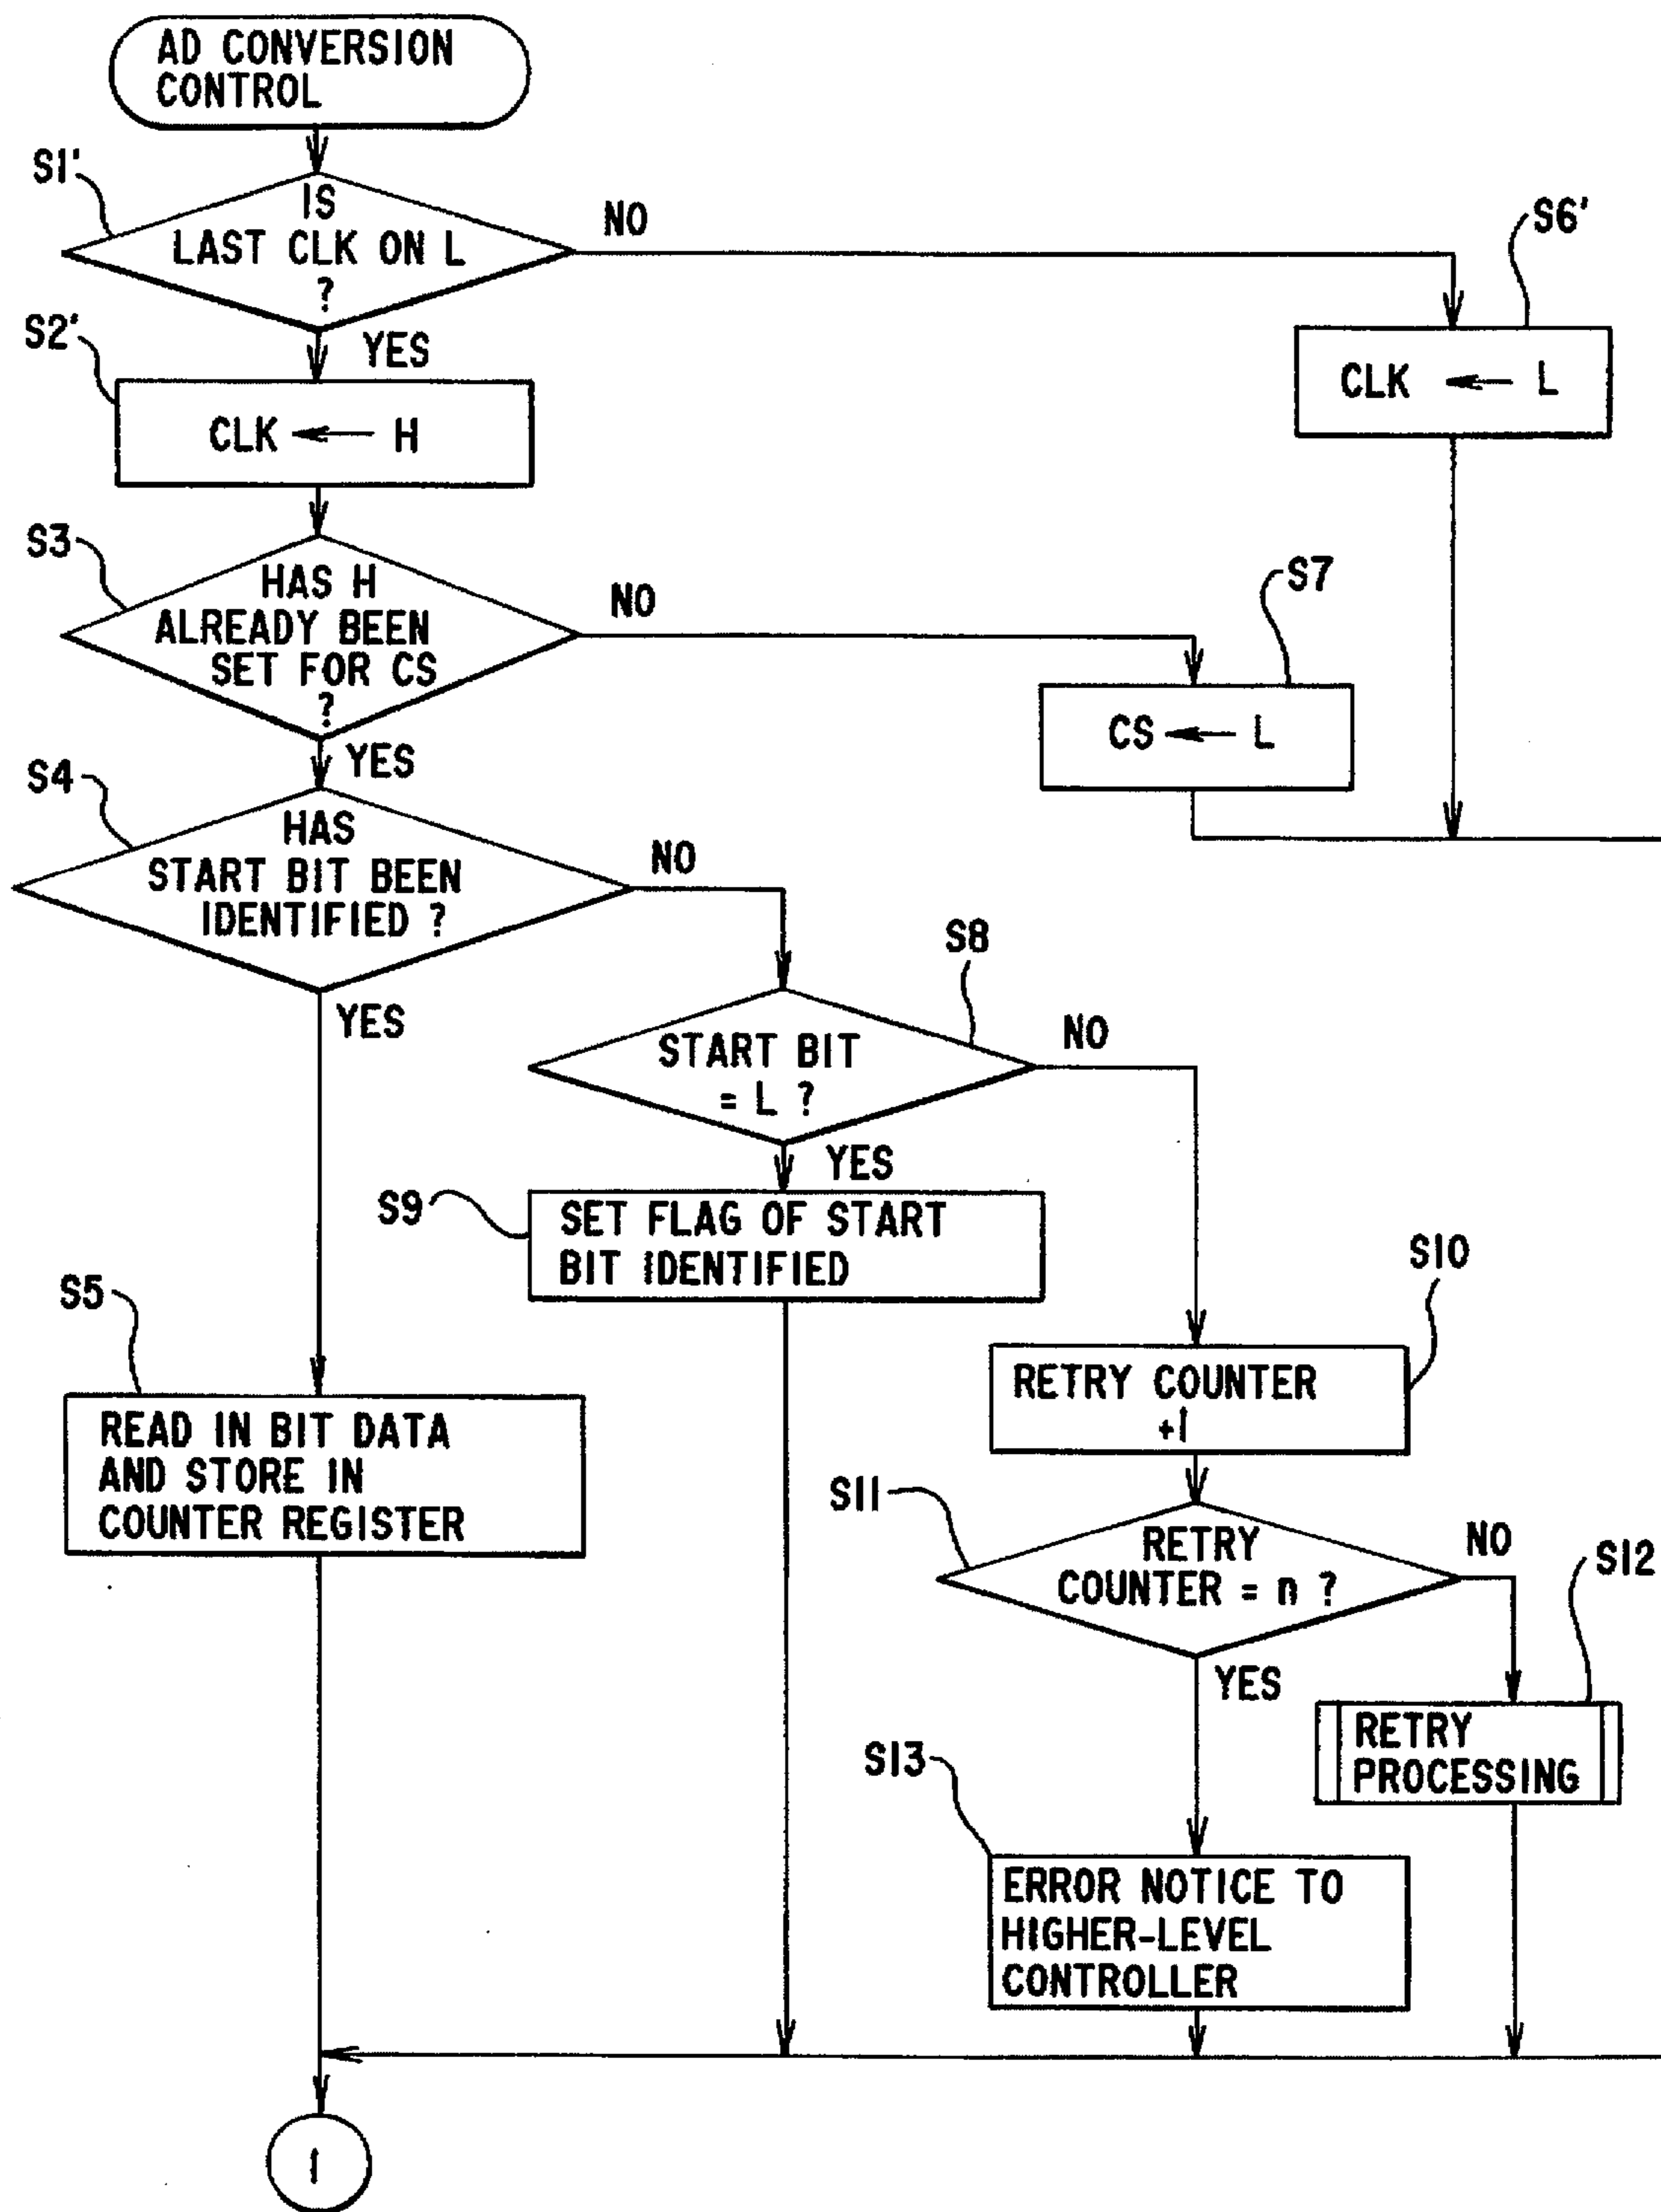 AD CONVERSION
CONTROL
S1'
IS
LAST CLK ON L
?
NO
S6'
CLK ← L
YES
S2'
CLK ← H
S3
HAS H
ALREADY BEEN
SET FOR CS
?
NO
S7
CS ← L
YES
S4
HAS
START BIT BEEN
IDENTIFIED ?
NO
S8
START BIT
= L ?
NO
YES
YES
S9
SET FLAG OF START
BIT IDENTIFIED
S10
RETRY COUNTER
+1
S5
READ IN BIT DATA
AND STORE IN
COUNTER REGISTER
S11
RETRY
COUNTER = n ?
NO
S12
YES
RETRY
PROCESSING
S13
ERROR NOTICE TO
HIGHER-LEVEL
CONTROLLER
1